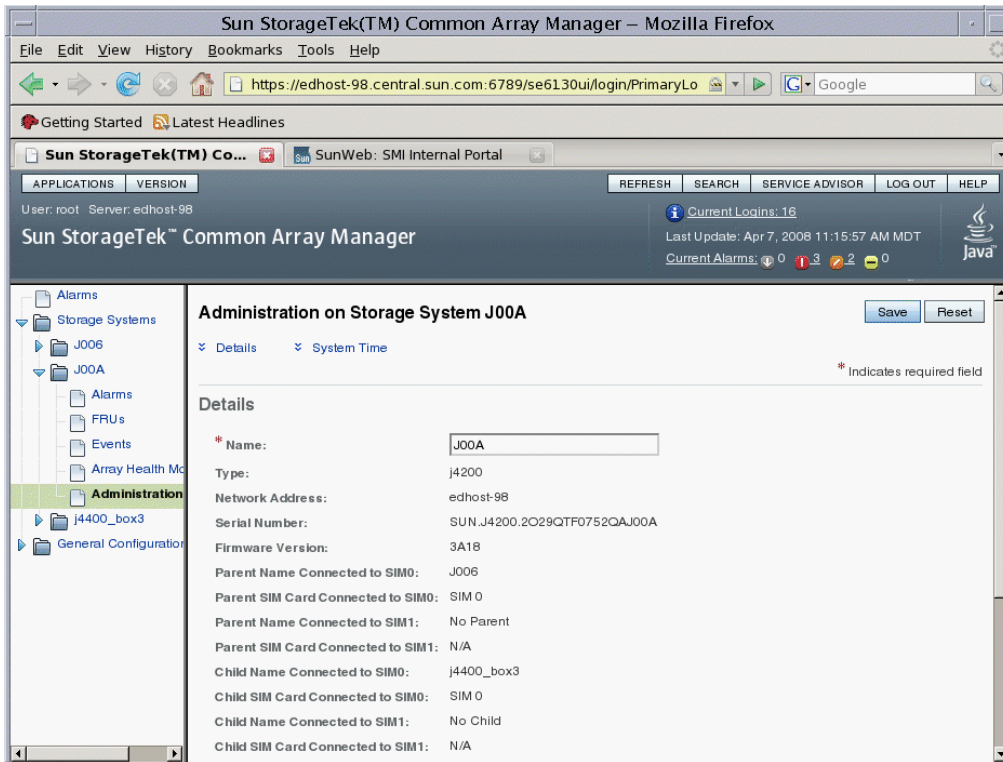 Sun StorageTek(TM) Common Array Manager – Mozilla Firefox
File Edit View History Bookmarks Tools Help
https://edhost-98.central.sun.com:6789/se6130ui/login/PrimaryLo
G Google
Getting Started Latest Headlines
Sun StorageTek(TM) Co... Sun SunWeb: SMI Internal Portal
APPLICATIONS VERSION REFRESH SEARCH SERVICE ADVISOR LOG OUT HELP
User: root Server: edhost-98
Current Logins: 16
Sun StorageTek™ Common Array Manager
Last Update: Apr 7, 2008 11:15:57 AM MDT
Current Alarms: 0 3 2 0
Java™
Alarms
Storage Systems
J006
J00A
Alarms
FRUs
Events
Array Health Mo
Administration
j4400_box3
General Configuration
Administration on Storage System J00A
Save Reset
Details System Time
* Indicates required field
Details
* Name: J00A
Type: j4200
Network Address: edhost-98
Serial Number: SUN.J4200.2O29QTF0752QAJ00A
Firmware Version: 3A18
Parent Name Connected to SIM0: J006
Parent SIM Card Connected to SIM0: SIM 0
Parent Name Connected to SIM1: No Parent
Parent SIM Card Connected to SIM1: N/A
Child Name Connected to SIM0: j4400_box3
Child SIM Card Connected to SIM0: SIM 0
Child Name Connected to SIM1: No Child
Child SIM Card Connected to SIM1: N/A